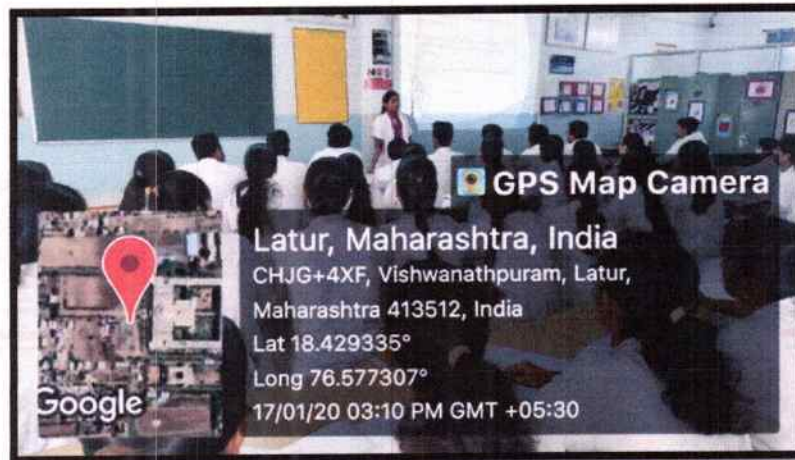 GPS Map Camera
Latur, Maharashtra, India
CHJG+4XF, Vishwanathpuram, Latur,
Maharashtra 413512, India
Lat 18.429335°
Long 76.577307°
17/01/20 03:10 PM GMT +05:30
Google